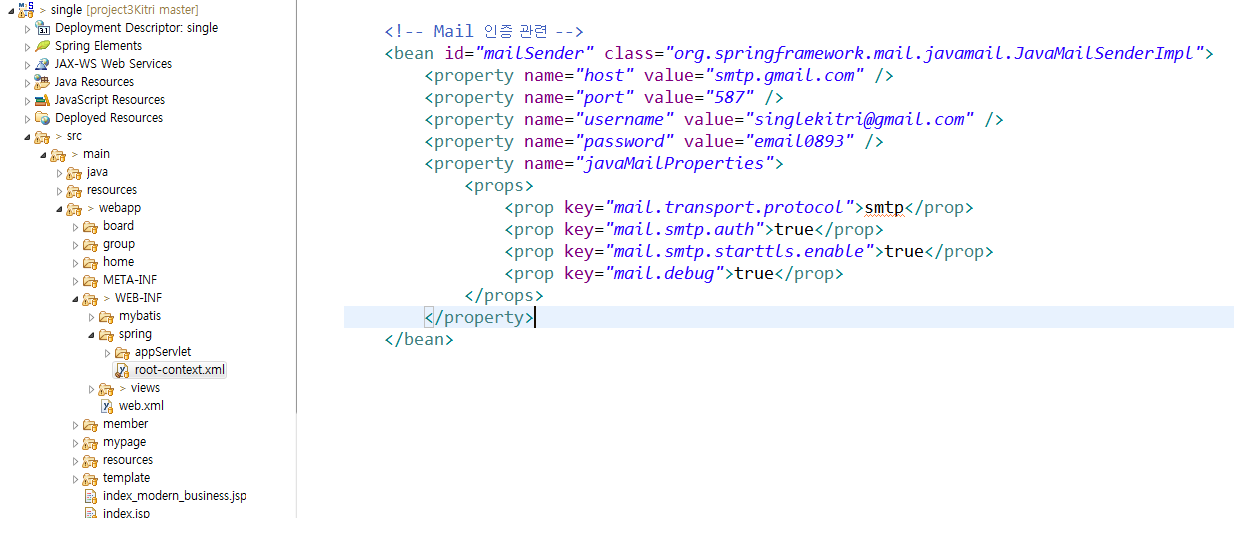 > single [project3Kitri master]
Deployment Descriptor: single
Spring Elements
JAX-WS Web Services
Java Resources
JavaScript Resources
Deployed Resources
> src
> main
java
resources
> webapp
board
group
home
META-INF
> WEB-INF
mybatis
spring
appServlet
root-context.xml
> views
web.xml
member
mypage
resources
template
index_modern_business.jsp
index.jsp
<!-- Mail 인증 관련 -->
<bean id="mailSender" class="org.springframework.mail.javamail.JavaMailSenderImpl">
<property name="host" value="smtp.gmail.com" />
<property name="port" value="587" />
<property name="username" value="singlekitri@gmail.com" />
<property name="password" value="email0893" />
<property name="javaMailProperties">
<props>
<prop key="mail.transport.protocol">smtp</prop>
<prop key="mail.smtp.auth">true</prop>
<prop key="mail.smtp.starttls.enable">true</prop>
<prop key="mail.debug">true</prop>
</props>
</property>
</bean>